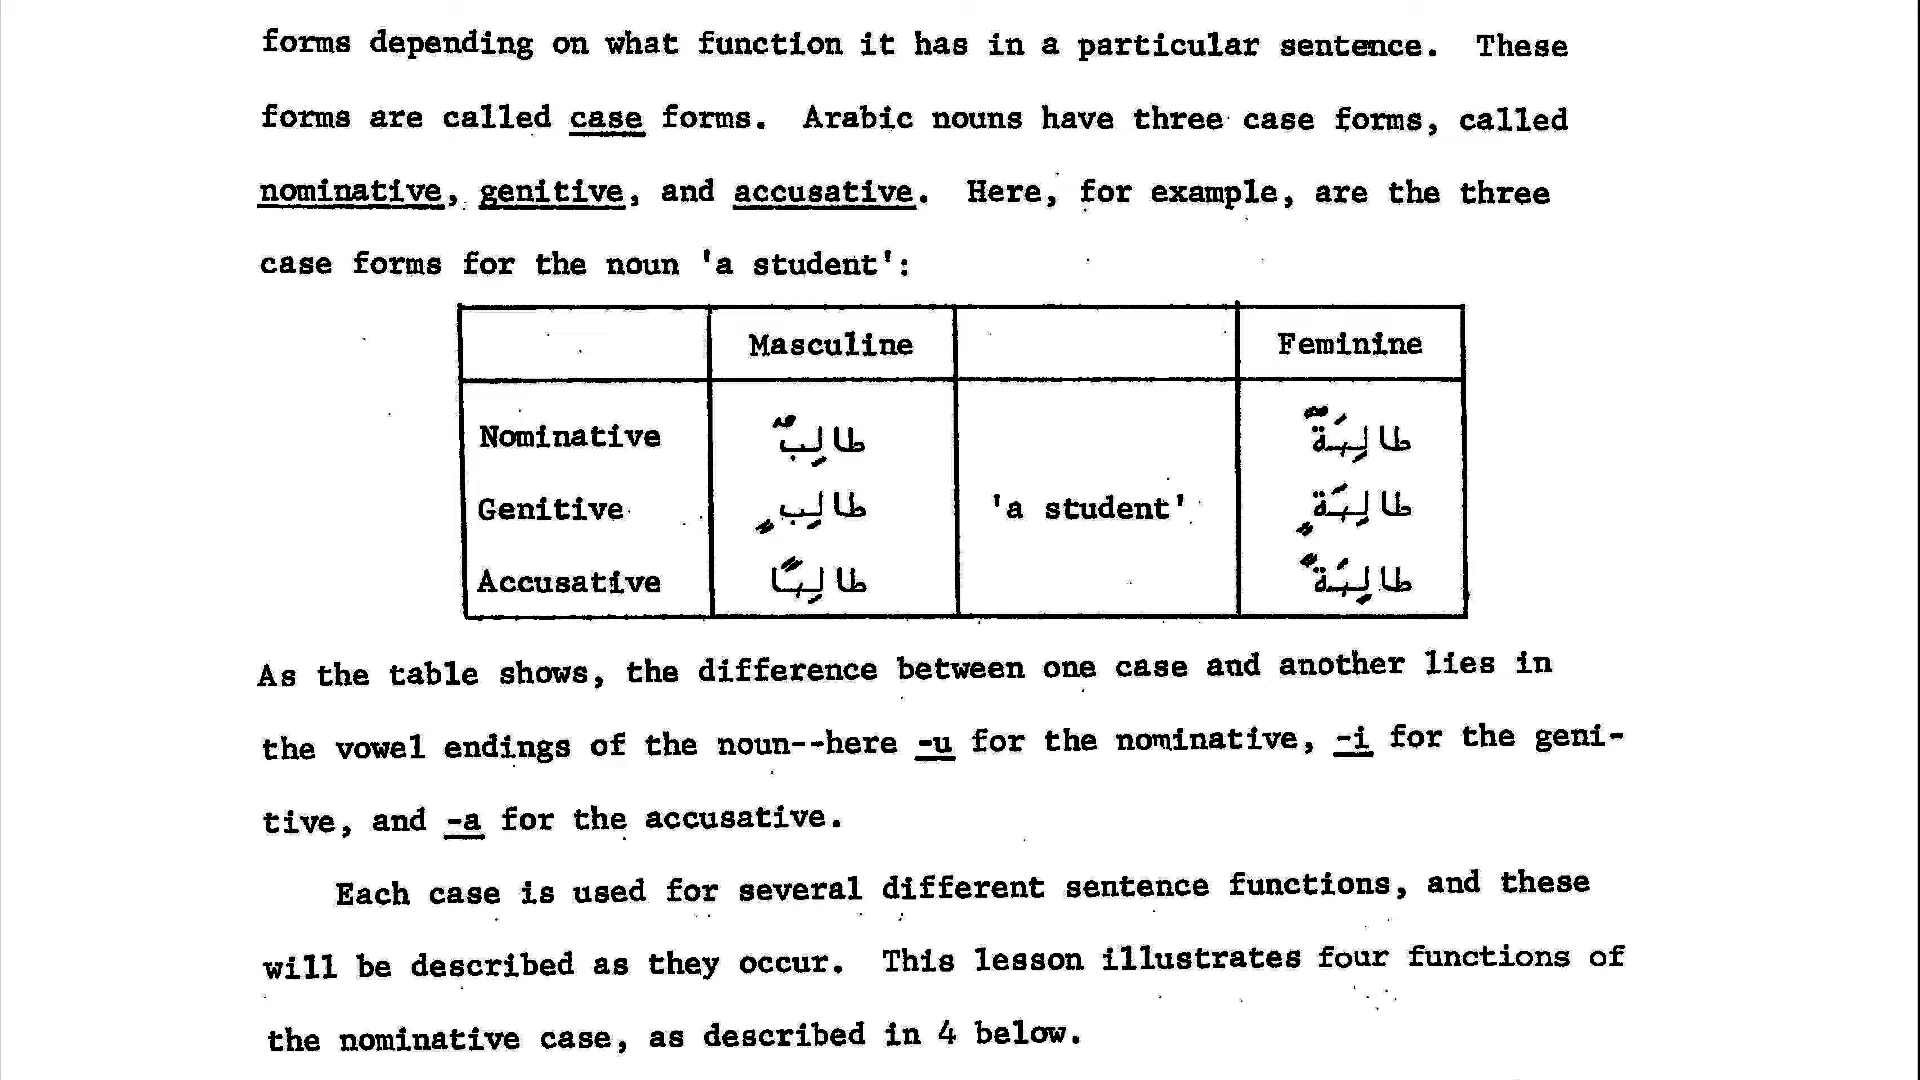 forms depending on what function it has in a particular sentence. These
forms are called case forms. Arabic nouns have three case forms, called
nominative, genitive, and accusative. Here, for example, are the three
case forms for the noun 'a student':
Masculine Feminine
Nominative طالِبٌ طالِبَةٌ
Genitive طالِبٍ 'a student' طالِبَةٍ
Accusative طالِبًا طالِبَةً
As the table shows, the difference between one case and another lies in
the vowel endings of the noun--here -u for the nominative, -i for the geni-
tive, and -a for the accusative.
Each case is used for several different sentence functions, and these
will be described as they occur. This lesson illustrates four functions of
the nominative case, as described in 4 below.